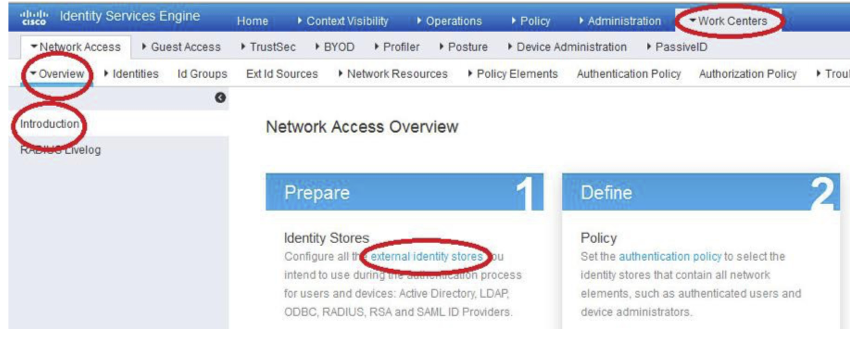 cisco Identity Services Engine Home Context Visibility Operations Policy Administration Work Centers
Network Access Guest Access TrustSec BYOD Profiler Posture Device Administration PassiveID
Overview Identities Id Groups Ext Id Sources Network Resources Policy Elements Authentication Policy Authorization Policy Troul
Introduction
RADIUS Livelog
Network Access Overview
Prepare 1
Identity Stores
Configure all the external identity stores you
intend to use during the authentication process
for users and devices: Active Directory, LDAP,
ODBC, RADIUS, RSA and SAML ID Providers.
Define 2
Policy
Set the authentication policy to select the
identity stores that contain all network
elements, such as authenticated users and
device administrators.